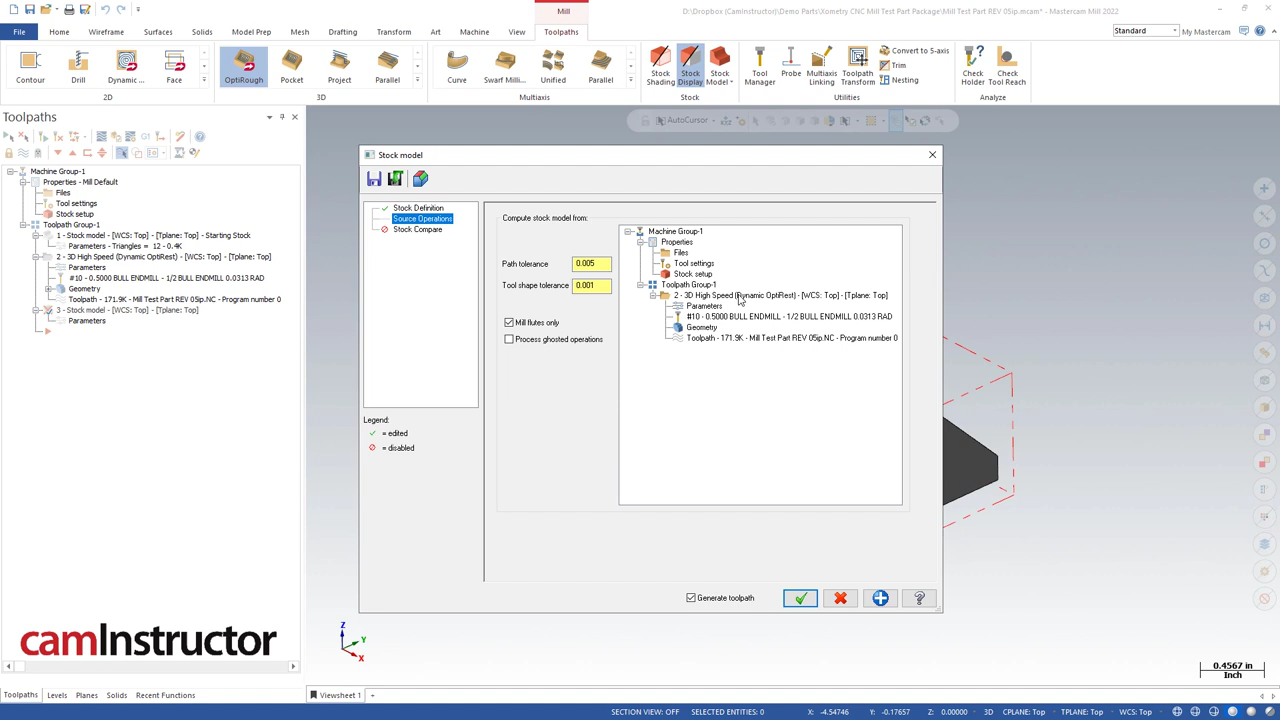 Mill
D:\Dropbox (Caminstructor)\Demo Parts\Xometry CNC Mill Test Part Package\Mill Test Part REV 05ip.mcam* - Mastercam Mill 2022
File Home Wireframe Surfaces Solids Model Prep Mesh Drafting Transform Art Machine View Toolpaths
Standard My Mastercam
Contour Drill Dynamic ... Face OptiRough Pocket Project Parallel Curve Swarf Milli... Unified Parallel Stock Shading Stock Display Stock Model Tool Manager Probe Multiaxis Linking Toolpath Transform Convert to 5-axis Trim Nesting Check Holder Check Tool Reach
2D 3D Multiaxis Stock Utilities Analyze
Toolpaths
G1
AutoCursor
Machine Group-1
Properties - Mill Default
Files
Tool settings
Stock setup
Toolpath Group-1
1 - Stock model - [WCS: Top] - [Tplane: Top] - Starting Stock
Parameters - Triangles = 12 - 0.4K
2 - 3D High Speed (Dynamic OptiRest) - [WCS: Top] - [Tplane: Top]
Parameters
#10 - 0.5000 BULL ENDMILL - 1/2 BULL ENDMILL 0.0313 RAD
Geometry
Toolpath - 171.9K - Mill Test Part REV 05ip.NC - Program number 0
3 - Stock model - [WCS: Top] - [Tplane: Top]
Parameters
Stock model
Stock Definition
Source Operations
Stock Compare
Legend:
= edited
= disabled
Compute stock model from:
Path tolerance 0.005
Tool shape tolerance 0.001
Mill flutes only
Process ghosted operations
Machine Group-1
Properties
Files
Tool settings
Stock setup
Toolpath Group-1
2 - 3D High Speed (Dynamic OptiRest) - [WCS: Top] - [Tplane: Top]
Parameters
#10 - 0.5000 BULL ENDMILL - 1/2 BULL ENDMILL 0.0313 RAD
Geometry
Toolpath - 171.9K - Mill Test Part REV 05ip.NC - Program number 0
Generate toolpath
camInstructor
Z
Y
X
0.4567 in
Inch
Toolpaths Levels Planes Solids Recent Functions
Viewsheet 1 +
SECTION VIEW: OFF SELECTED ENTITIES: 0 X: -4.54746 Y: -0.17657 Z: 0.00000 3D CPLANE: Top TPLANE: Top WCS: Top